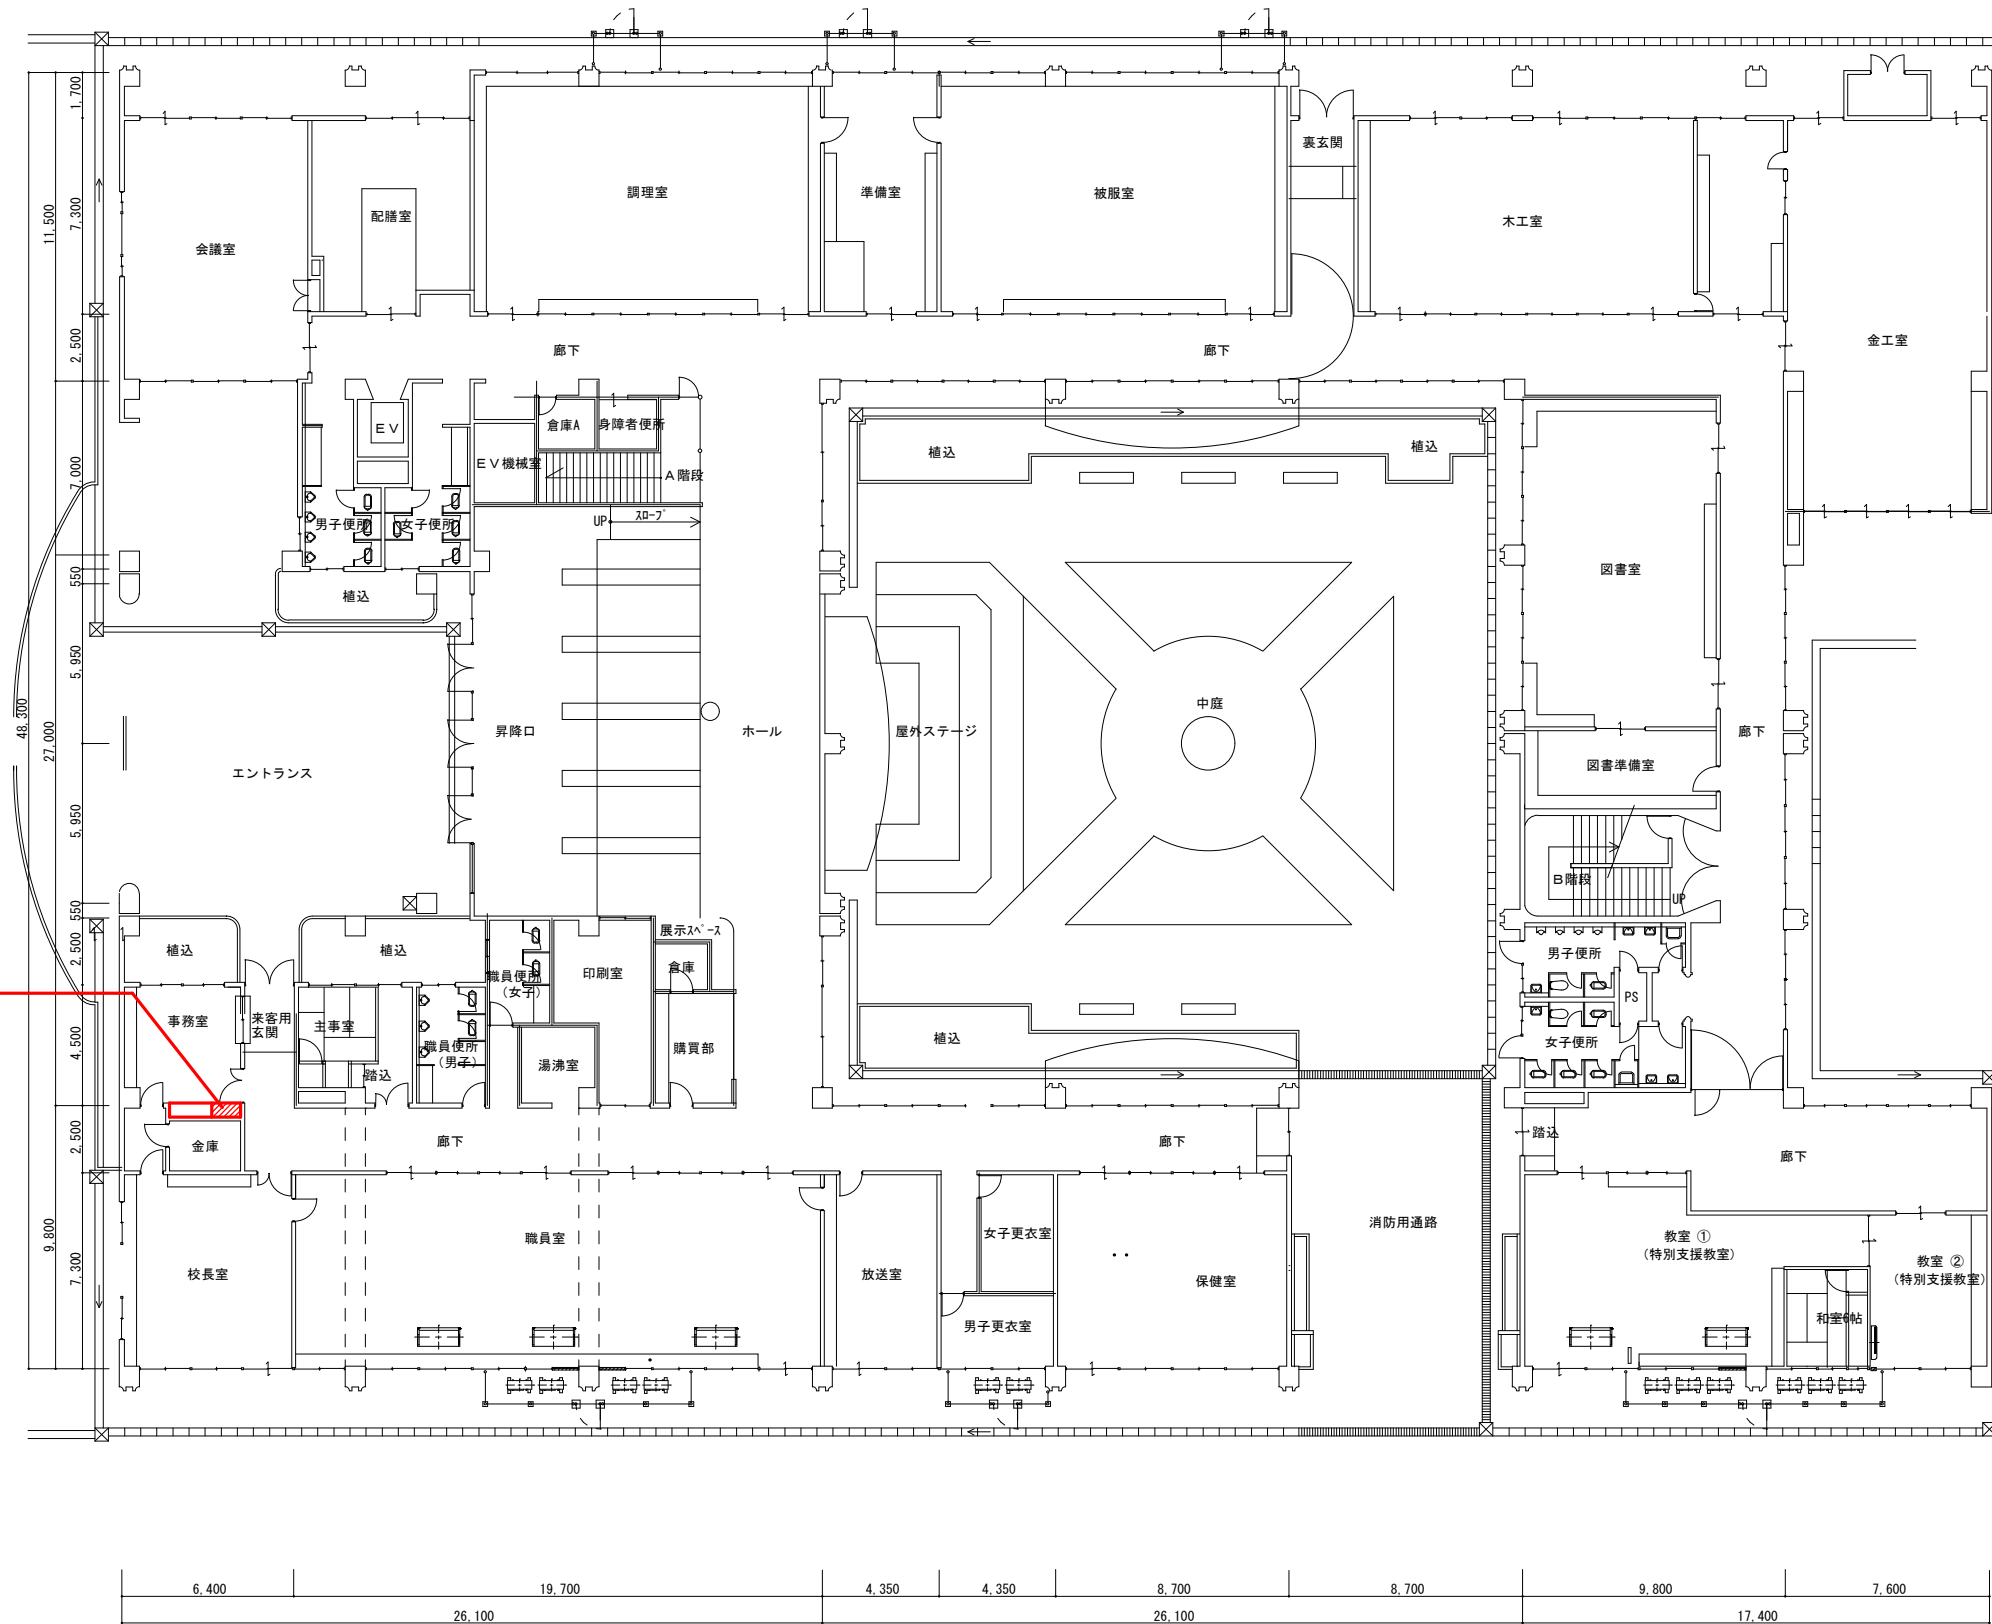 1,700
11,500
7,300
2,500
7,000
550
5,950
48,300
27,000
5,950
550
2,500
4,500
2,500
9,800
7,300
会議室
配膳室
調理室
準備室
被服室
裏玄関
木工室
金工室
廊下
廊下
EV
倉庫A
身障者便所
EV機械室
A階段
男子便所
女子便所
UP
スロープ
植込
植込
植込
図書室
エントランス
昇降口
ホール
屋外ステージ
中庭
図書準備室
廊下
B階段
UP
植込
植込
職員便所
(女子)
印刷室
展示スペース
倉庫
事務室
来客用
玄関
主事室
職員便所
(男子)
踏込
湯沸室
購買部
植込
男子便所
PS
女子便所
金庫
廊下
廊下
踏込
廊下
校長室
職員室
放送室
女子更衣室
男子更衣室
保健室
消防用通路
教室 ①
(特別支援教室)
教室 ②
(特別支援教室)
和室6帖
6,400
19,700
4,350
4,350
8,700
8,700
9,800
7,600
26,100
26,100
17,400